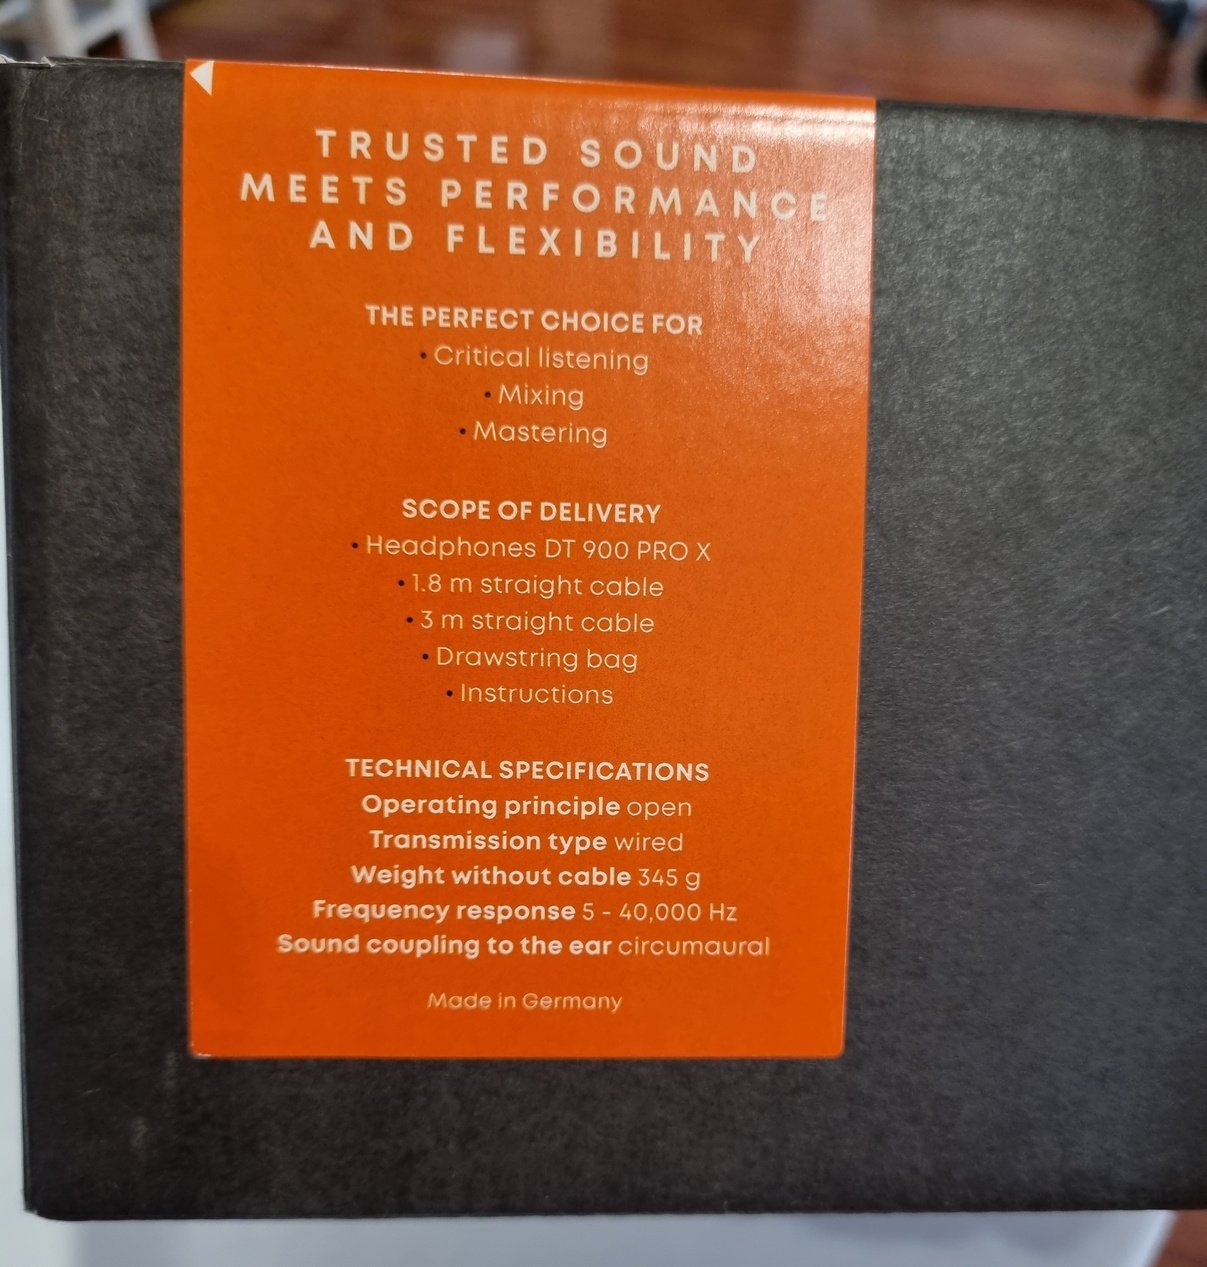 TRUSTED SOUND
MEETS PERFORMANCE
AND FLEXIBILITY
THE PERFECT CHOICE FOR
• Critical listening
• Mixing
• Mastering
SCOPE OF DELIVERY
• Headphones DT 900 PRO X
• 1.8 m straight cable
• 3 m straight cable
• Drawstring bag
• Instructions
TECHNICAL SPECIFICATIONS
Operating principle open
Transmission type wired
Weight without cable 345 g
Frequency response 5 - 40,000 Hz
Sound coupling to the ear circumaural
Made in Germany